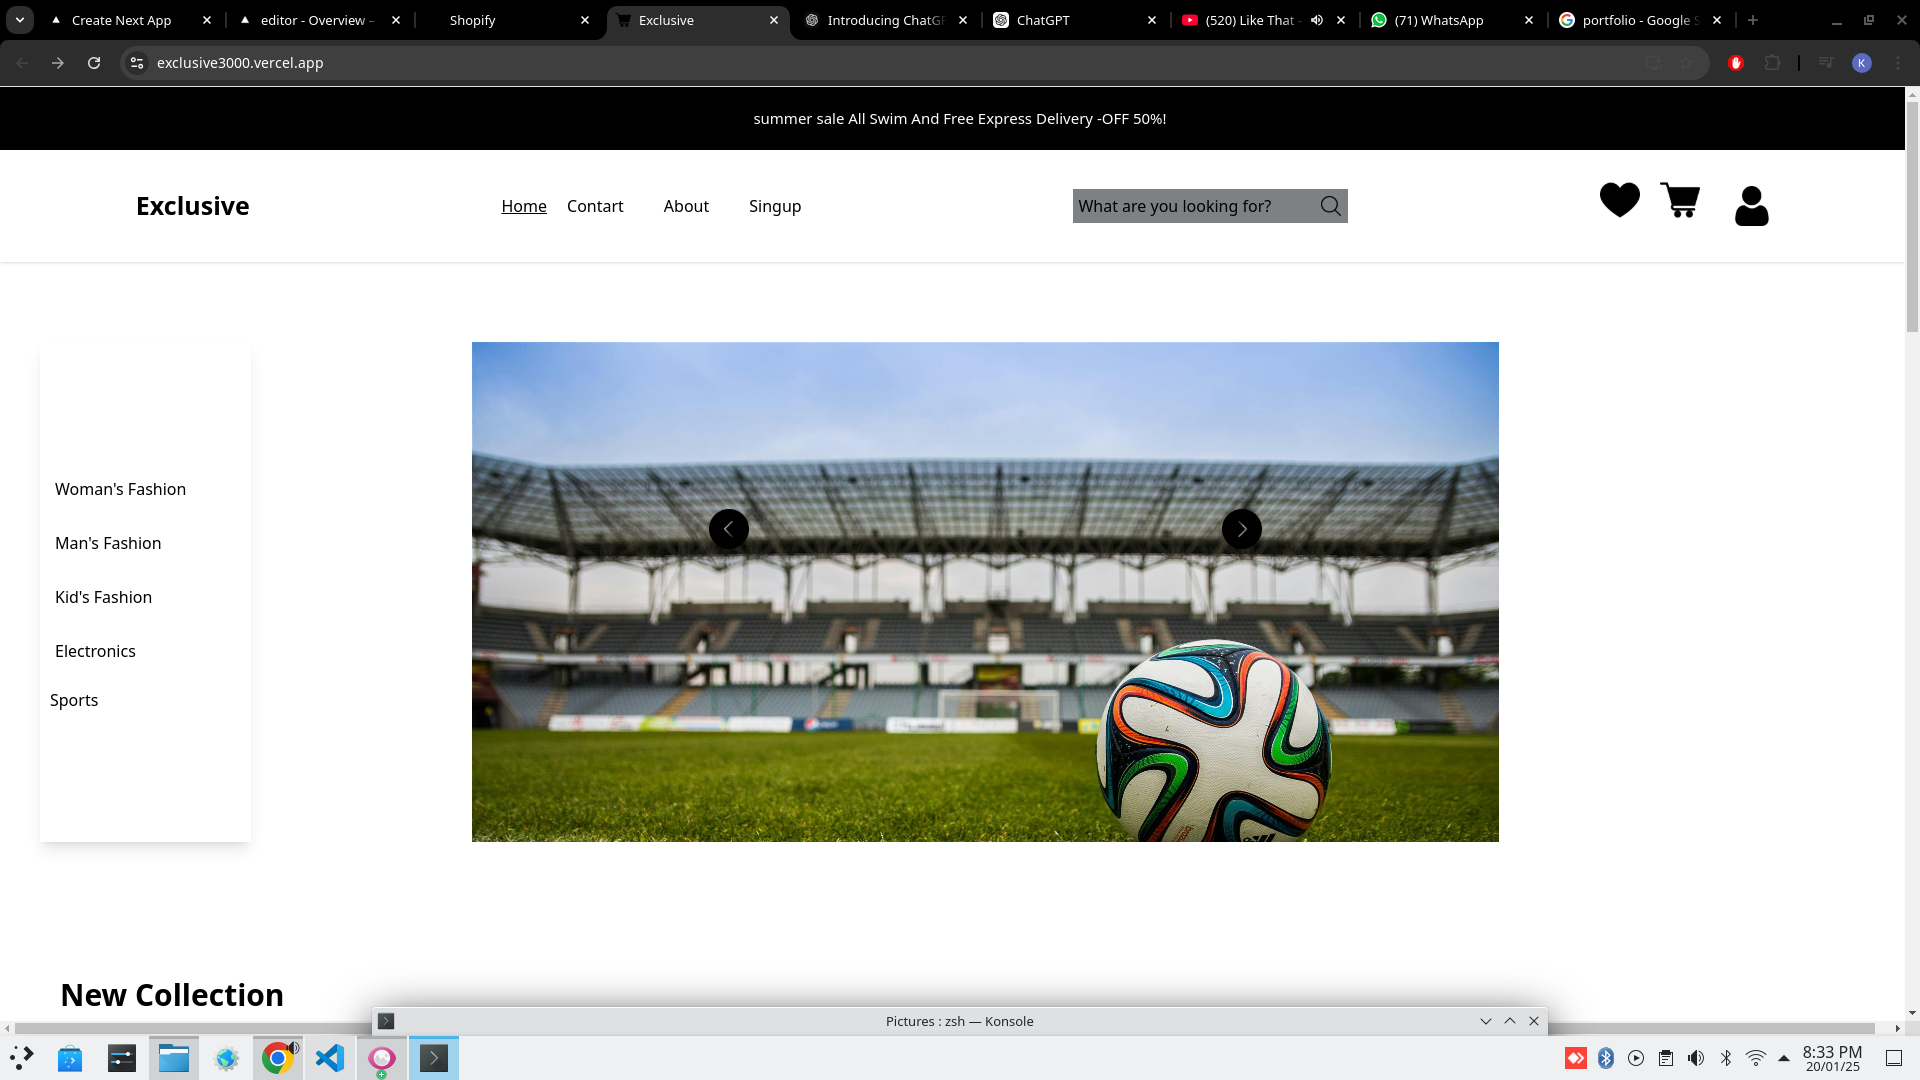 Create Next App
editor - Overview –
Shopify
Exclusive
Introducing ChatGP
ChatGPT
(520) Like That -
(71) WhatsApp
portfolio - Google S
exclusive3000.vercel.app
K
summer sale All Swim And Free Express Delivery -OFF 50%!
Exclusive
Home
Contart
About
Singup
What are you looking for?
Woman's Fashion
Man's Fashion
Kid's Fashion
Electronics
Sports
pepsi
New Collection
Pictures : zsh — Konsole
8:33 PM
20/01/25